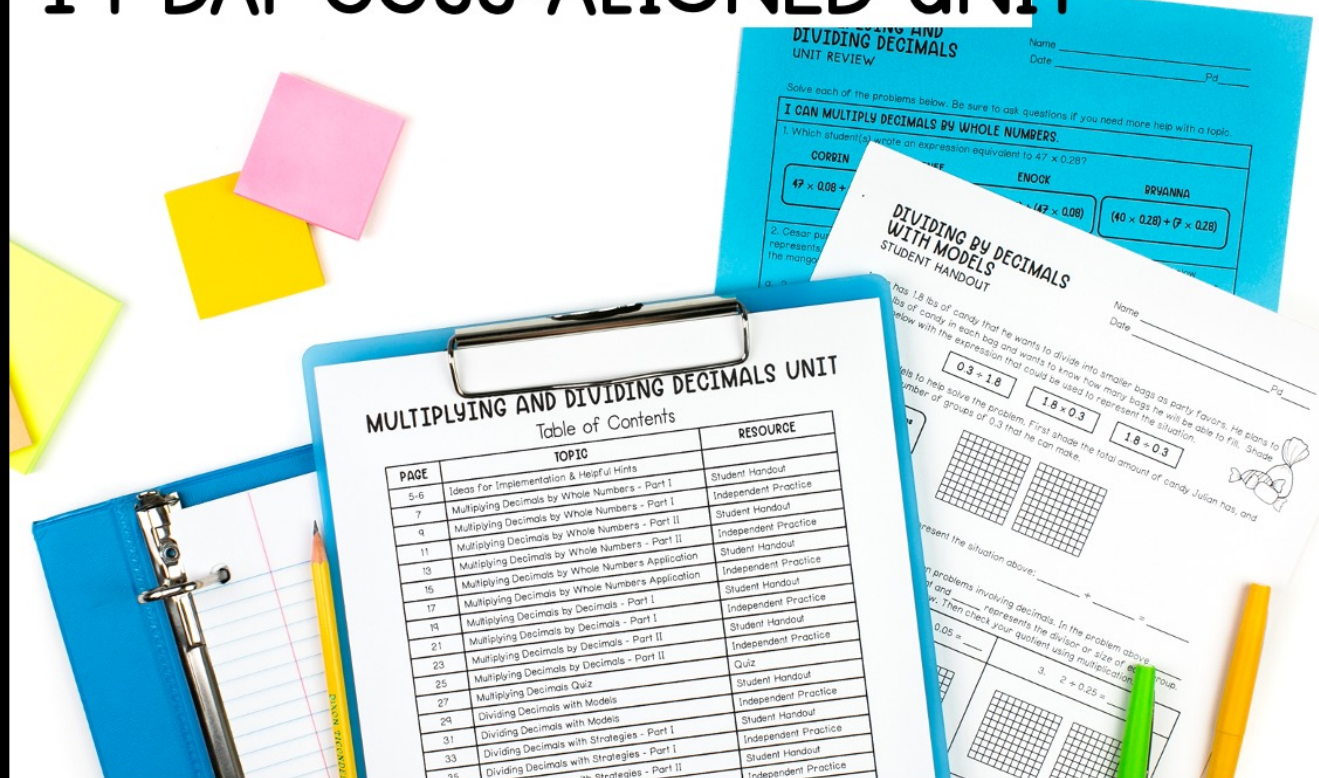 14 DAY CCSS-ALIGNED UNIT
DIVIDING DECIMALS
UNIT REVIEW
Name
Date
Pd
Solve each of the problems below. Be sure to ask questions if you need more help with a topic.
I CAN MULTIPLY DECIMALS BY WHOLE NUMBERS.
1. Which student(s) wrote an expression equivalent to 47 × 0.28?
CORBIN
ENOCK
BRYANNA
47 × 0.08 +
(47 × 0.08)
(40 × 0.28) + (7 × 0.28)
2. Cesar
represents
the mango
DIVIDING BY DECIMALS
WITH MODELS
STUDENT HANDOUT
Name
Date
Pd
has 1.8 lbs of candy that he wants to divide into smaller bags as party favors. He plans to
lbs of candy in each bag and wants to know how many bags he will be able to fill. Shade
below with the expression that could be used to represent the situation.
0.3 ÷ 1.8
1.8 × 0.3
1.8 ÷ 0.3
to help solve the problem. First shade the total amount of candy Julian has, and
number of groups of 0.3 that he can make.
the situation above:
+
=
problems involving decimals. In the problem above,
and represents the divisor or size of each group.
Then check your quotient using multiplication.
0.05 =
3. 2 ÷ 0.25 =
MULTIPLYING AND DIVIDING DECIMALS UNIT
Table of Contents
PAGE TOPIC RESOURCE
5-6 Ideas for Implementation & Helpful Hints
7 Multiplying Decimals by Whole Numbers - Part I Student Handout
9 Multiplying Decimals by Whole Numbers - Part I Independent Practice
11 Multiplying Decimals by Whole Numbers - Part II Student Handout
13 Multiplying Decimals by Whole Numbers - Part II Independent Practice
15 Multiplying Decimals by Whole Numbers Application Student Handout
17 Multiplying Decimals by Whole Numbers Application Independent Practice
19 Multiplying Decimals by Decimals - Part I Student Handout
21 Multiplying Decimals by Decimals - Part I Independent Practice
23 Multiplying Decimals by Decimals - Part II Student Handout
25 Multiplying Decimals by Decimals - Part II Independent Practice
27 Multiplying Decimals Quiz Quiz
29 Dividing Decimals with Models Student Handout
31 Dividing Decimals with Models Independent Practice
33 Dividing Decimals with Strategies - Part I Student Handout
35 Dividing Decimals with Strategies - Part I Independent Practice
Strategies - Part II Student Handout
Independent Practice
DIXON TICONDE